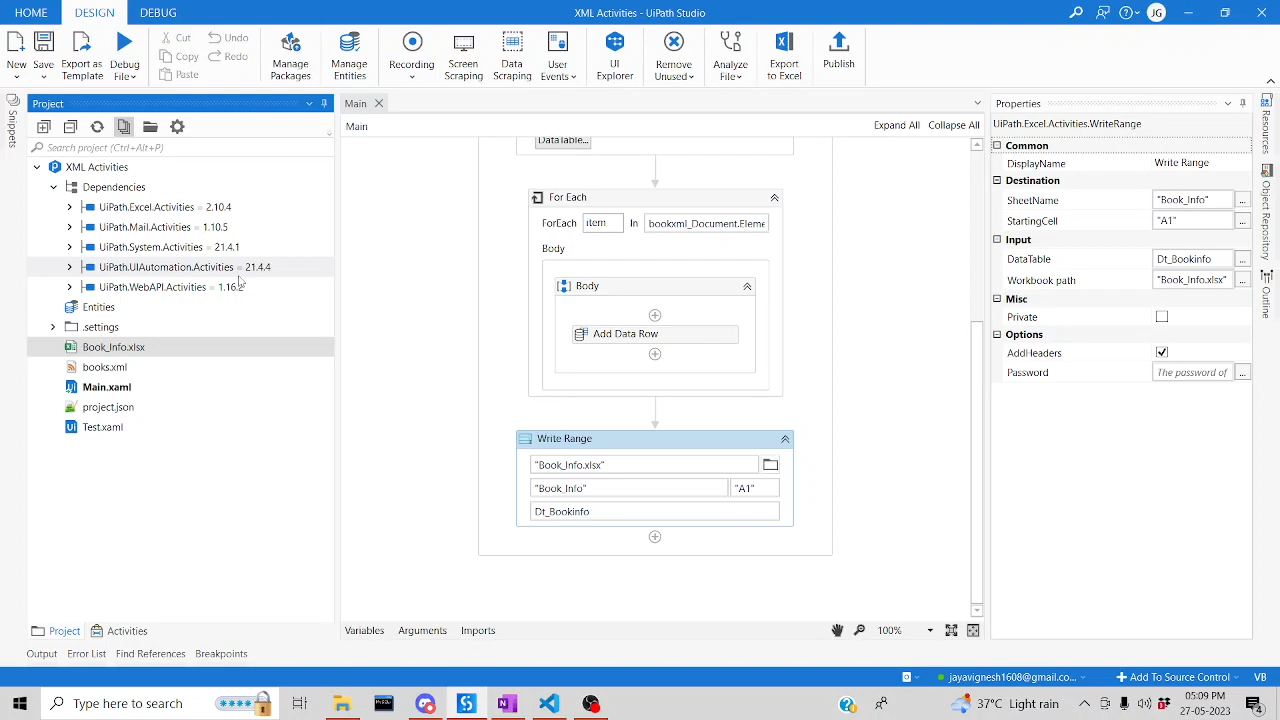 HOME DESIGN DEBUG XML Activities - UiPath Studio JG
New Save Export as Template Debug File Cut Copy Paste Undo Redo Manage Packages Manage Entities Recording Screen Scraping Data Scraping User Events UI Explorer Remove Unused Analyze File Export to Excel Publish
Snippets
Project
Search project (Ctrl+Alt+P)
XML Activities
Dependencies
UiPath.Excel.Activities = 2.10.4
UiPath.Mail.Activities = 1.10.5
UiPath.System.Activities = 21.4.1
UiPath.UIAutomation.Activities = 21.4.4
UiPath.WebAPI.Activities = 1.16.2
Entities
.settings
Book_Info.xlsx
books.xml
Main.xaml
project.json
Test.xaml
Project Activities
Main
Main Expand All Collapse All
DataTable...
For Each
ForEach item In bookxml_Document.Eleme
Body
Body
Add Data Row
Write Range
"Book_Info.xlsx"
"Book_Info" "A1"
Dt_Bookinfo
Variables Arguments Imports 100%
Properties
UiPath.Excel.Activities.WriteRange
Common
DisplayName Write Range
Destination
SheetName "Book_Info" ...
StartingCell "A1" ...
Input
DataTable Dt_Bookinfo ...
Workbook path "Book_Info.xlsx" ...
Misc
Private
Options
AddHeaders
Password The password of ...
Resources
Object Repository
Outline
Output Error List Find References Breakpoints
jayavignesh1608@gmail.co... Add To Source Control VB
Type here to search 37°C Light rain 05:09 PM
27-05-2023